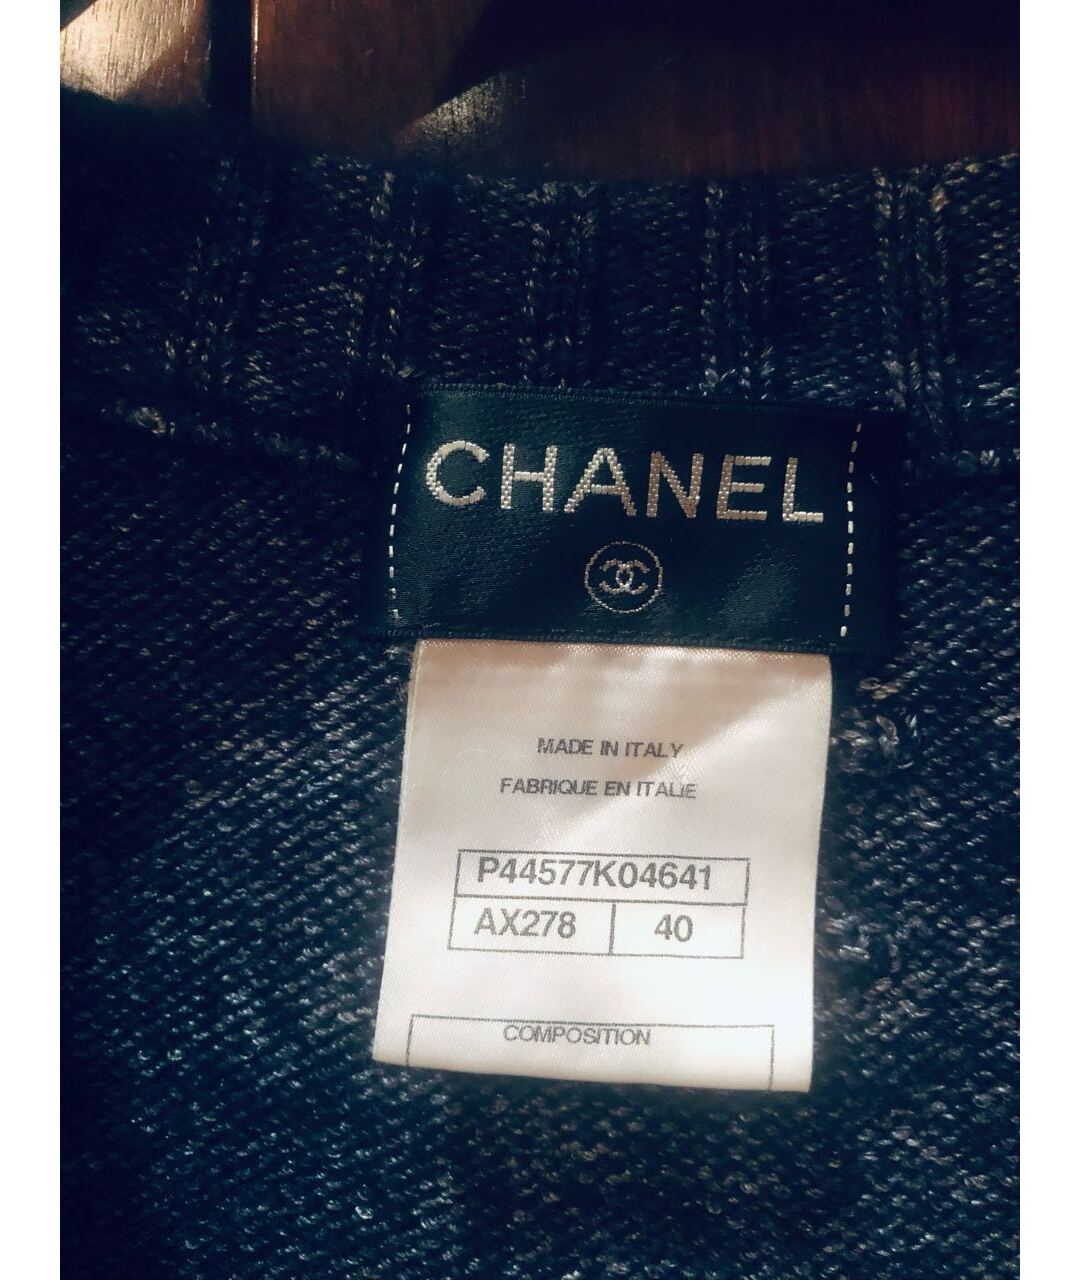 CHANEL
MADE IN ITALY
FABRIQUE EN ITALIE
P44577K04641
AX278 40
COMPOSITION